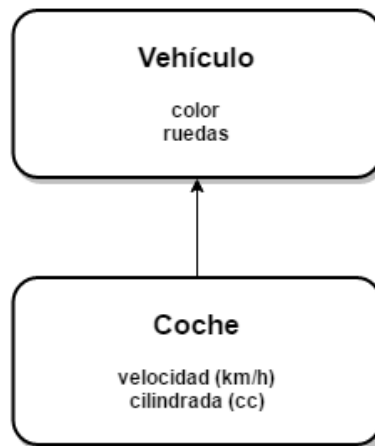 Vehículo
color
ruedas
Coche
velocidad (km/h)
cilindrada (cc)